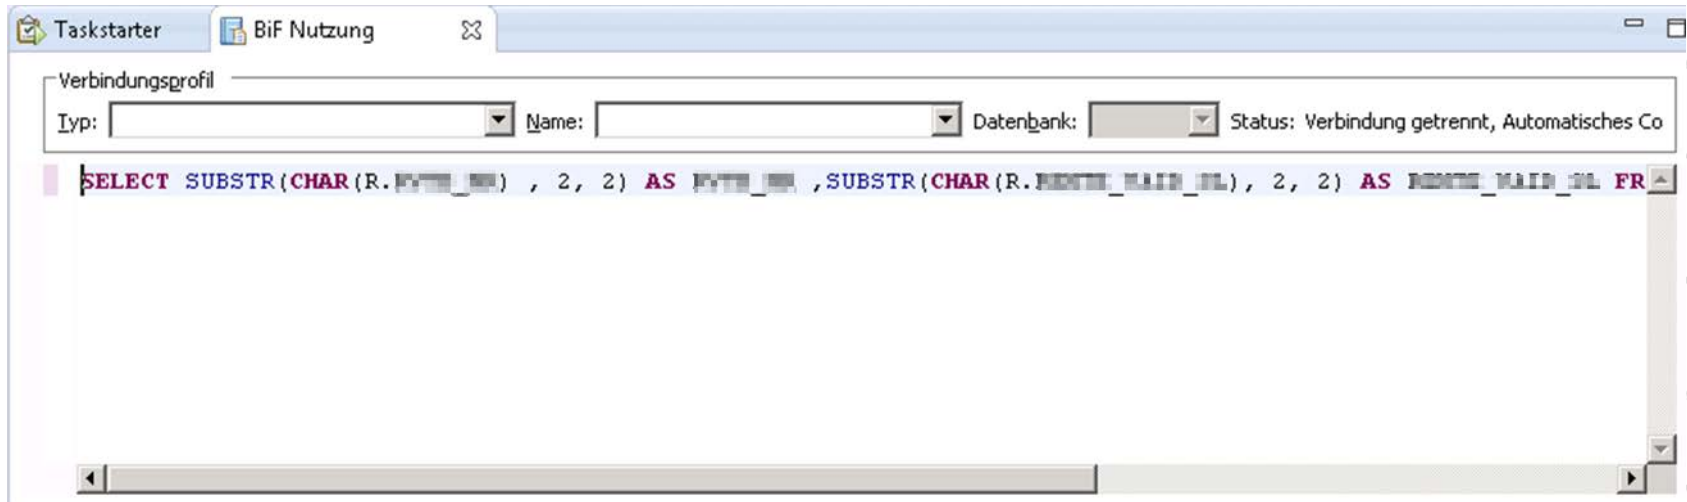 Taskstarter BiF Nutzung
Verbindungsprofil
Typ: Name: Datenbank: Status: Verbindung getrennt, Automatisches Co
SELECT SUBSTR(CHAR(R. ) , 2, 2) AS ,SUBSTR(CHAR(R. ), 2, 2) AS FR